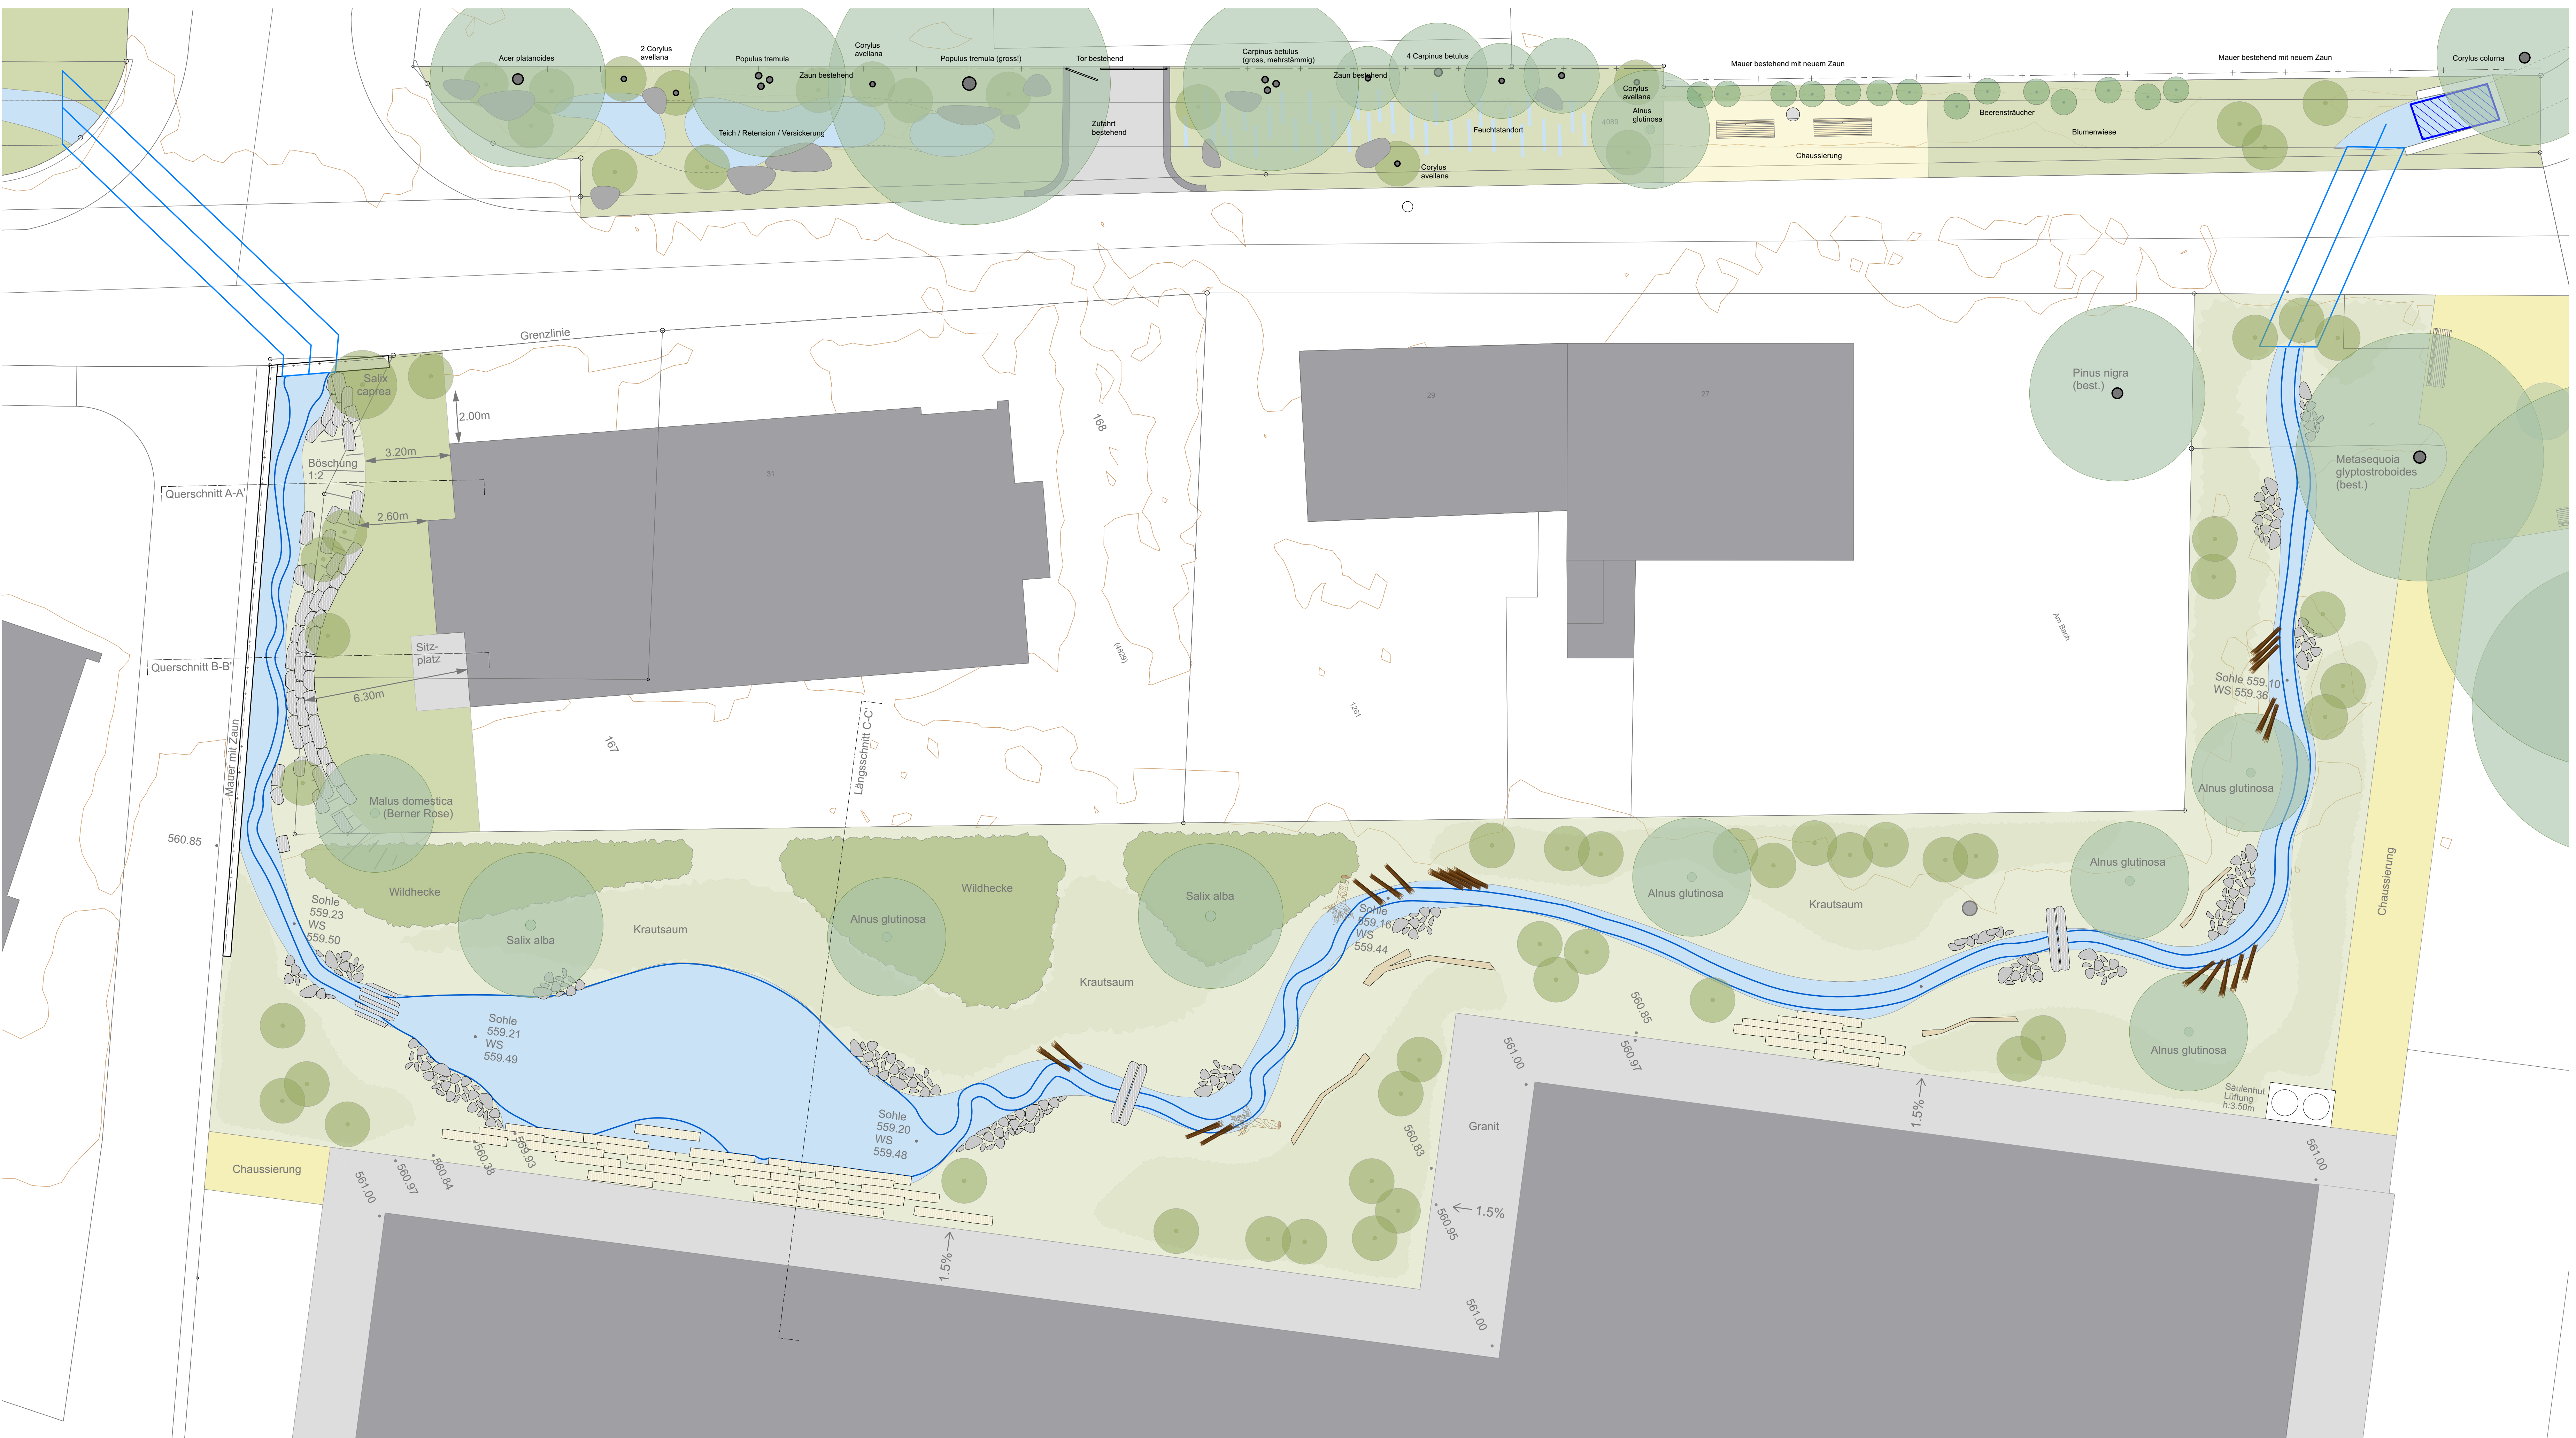 Acer platanoides
2 Corylus
avellana
Populus tremula
Zaun bestehend
Corylus
avellana
Populus tremula (gross!)
Tor bestehend
Carpinus betulus
(gross, mehrstämmig)
Zaun bestehend
4 Carpinus betulus
Corylus
avellana
Alnus
glutinosa
4089
Mauer bestehend mit neuem Zaun
Mauer bestehend mit neuem Zaun
Corylus colurna
Teich / Retension / Versickerung
Zufahrt
bestehend
Feuchtstandort
Corylus
avellana
Beerensträucher
Blumenwiese
Chaussierung
Grenzlinie
Salix
caprea
2.00m
3.20m
Böschung
1:2
Querschnitt A-A'
2.60m
31
168
29
27
Pinus nigra
(best.)
Metasequoia
glyptostroboides
(best.)
Querschnitt B-B'
Sitz-
platz
6.30m
(4829)
Am Bach
Sohle 559.10
WS 559.36
1261
167
Längsschnitt C-C'
Mauer mit Zaun
Malus domestica
(Berner Rose)
560.85
Alnus glutinosa
Wildhecke
Wildhecke
Salix alba
Alnus glutinosa
Alnus glutinosa
Alnus glutinosa
Krautsaum
Chaussierung
Sohle
559.23
WS
559.50
Salix alba
Krautsaum
Krautsaum
Sohle
559.16
WS
559.44
Sohle
559.21
WS
559.49
560.85
560.97
561.00
Alnus glutinosa
Säulenhut
Lüftung
h:3.50m
Sohle
559.20
WS
559.48
Granit
560.83
1.5%
561.00
Chaussierung
561.00
560.97
560.84
560.38
559.93
560.95
1.5%
1.5%
561.00